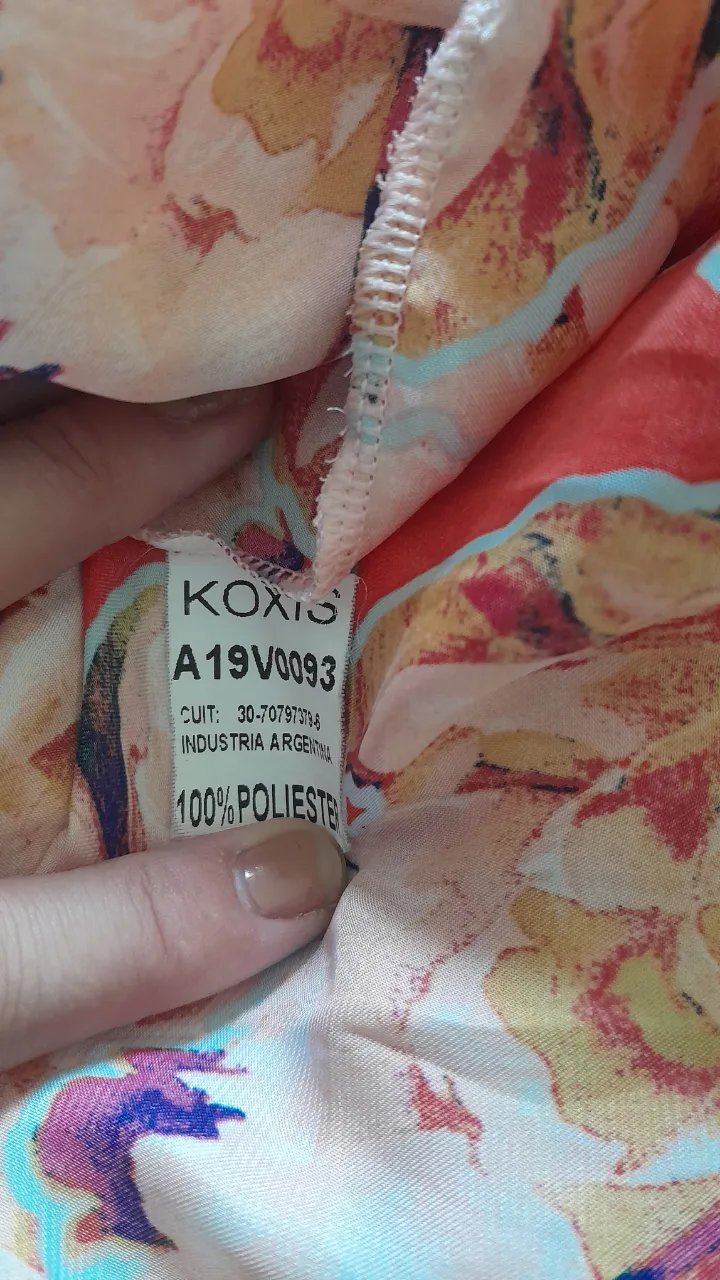 KOXIS
A19V0093
CUIT: 30-70797379-6
INDUSTRIA ARGENTINA
100% POLIESTER